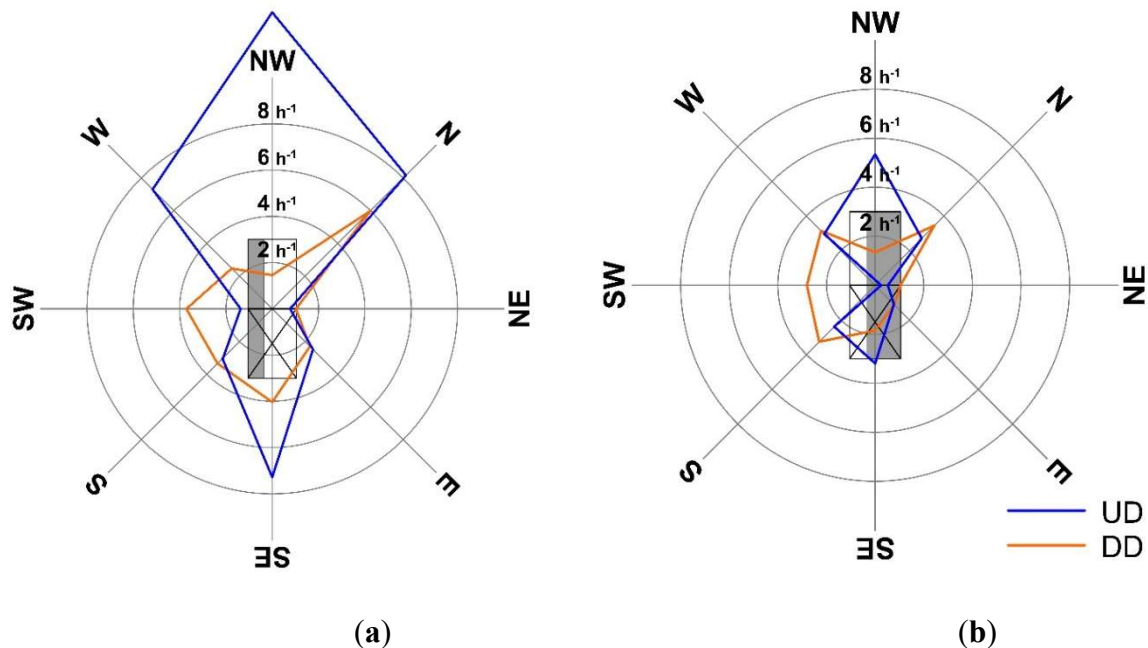 NW
8 h⁻¹
6 h⁻¹
4 h⁻¹
2 h⁻¹
W
N
SW
NE
S
E
SE
(a)
NW
8 h⁻¹
6 h⁻¹
4 h⁻¹
2 h⁻¹
W
N
SW
NE
S
E
SE
UD
DD
(b)